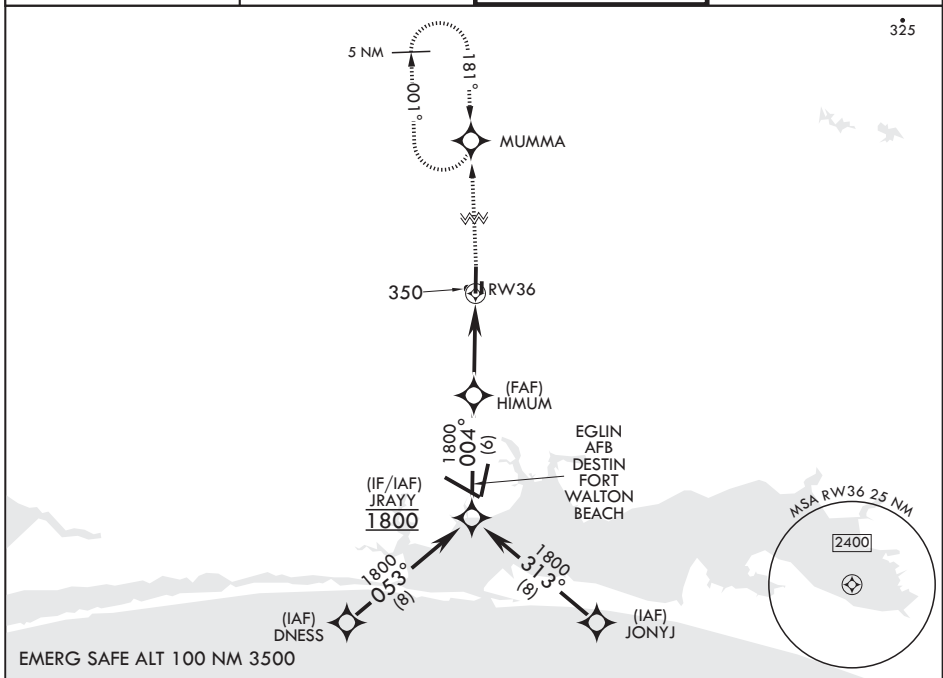 325
5 NM
181°
001°
MUMMA
350
RW36
(FAF)
HIMUM
1800
004°
(6)
EGLIN
AFB
DESTIN
FORT
WALTON
BEACH
(IF/IAF)
JRAYY
1800
MSA RW36 25 NM
2400
1800
053°
(8)
1800
313°
(8)
(IAF)
DNESS
(IAF)
JONYJ
EMERG SAFE ALT 100 NM 3500